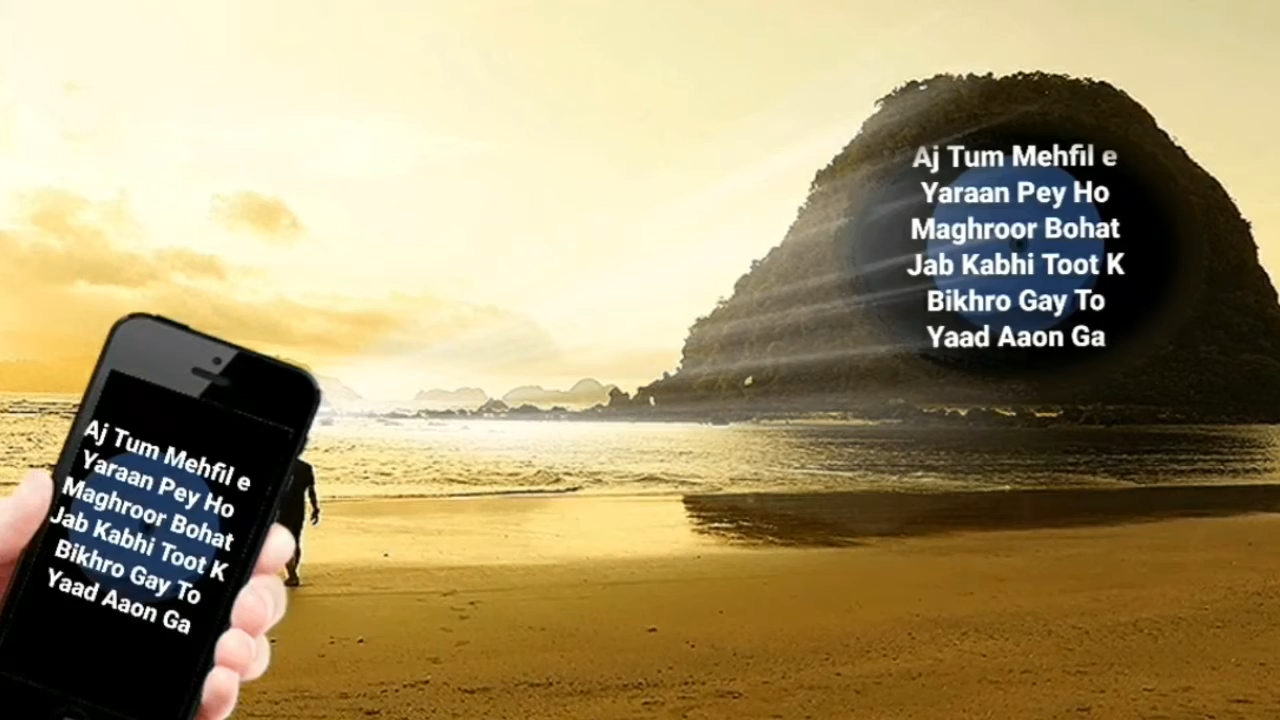 Aj Tum Mehfil e
Yaraan Pey Ho
Maghroor Bohat
Jab Kabhi Toot K
Bikhro Gay To
Yaad Aaon Ga
Aj Tum Mehfil e
Yaraan Pey Ho
Maghroor Bohat
Jab Kabhi Toot K
Bikhro Gay To
Yaad Aaon Ga